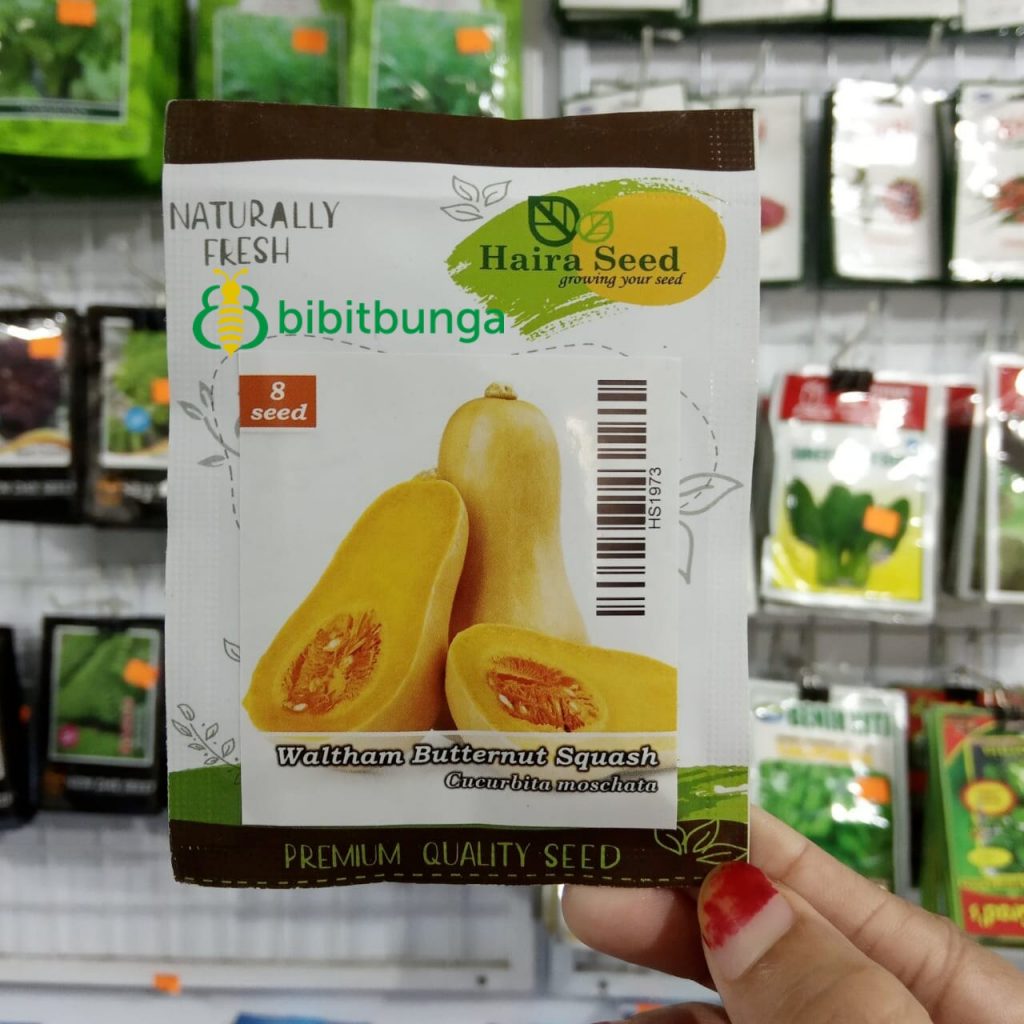 NATURALLY
FRESH
Haira Seed
growing your seed
bibitbunga
8
seed
HS1973
Waltham Butternut Squash
Cucurbita moschata
PREMIUM QUALITY SEED